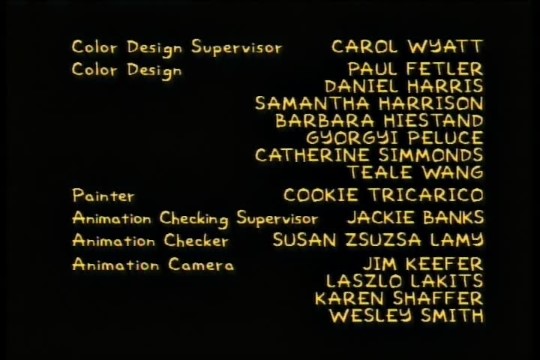 Color Design Supervisor CAROL WYATT
Color Design PAUL FETLER
DANIEL HARRIS
SAMANTHA HARRISON
BARBARA HIESTAND
GYORGYI PELUCE
CATHERINE SIMMONDS
TEALE WANG
Painter COOKIE TRICARICO
Animation Checking Supervisor JACKIE BANKS
Animation Checker SUSAN ZSUZSA LAMY
Animation Camera JIM KEEFER
LASZLO LAKITS
KAREN SHAFFER
WESLEY SMITH